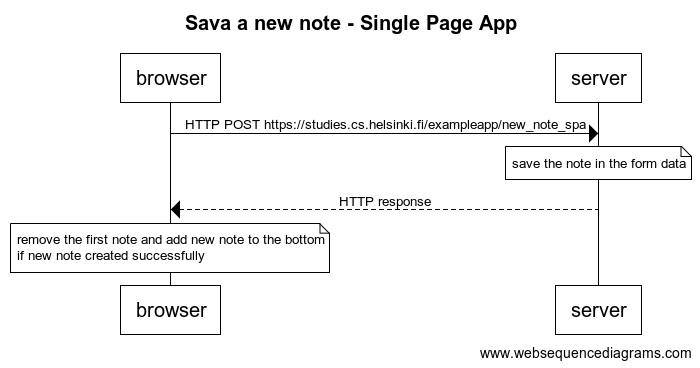 Sava a new note - Single Page App
browser
server
HTTP POST https://studies.cs.helsinki.fi/exampleapp/new_note_spa
save the note in the form data
HTTP response
remove the first note and add new note to the bottom
if new note created successfully
browser
server
www.websequencediagrams.com